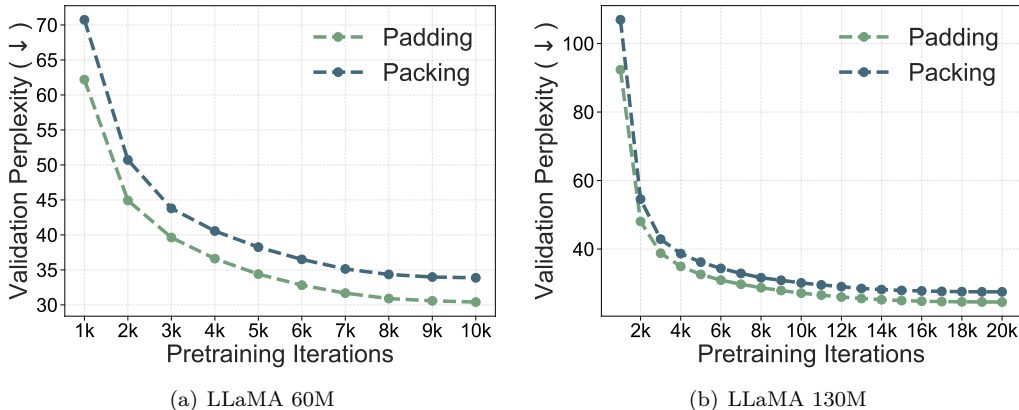 Validation Perplexity (↓)
70
65
60
55
50
45
40
35
30
Padding
Packing
1k 2k 3k 4k 5k 6k 7k 8k 9k 10k
Pretraining Iterations
(a) LLaMA 60M
Validation Perplexity (↓)
100
80
60
40
Padding
Packing
2k 4k 6k 8k 10k 12k 14k 16k 18k 20k
Pretraining Iterations
(b) LLaMA 130M